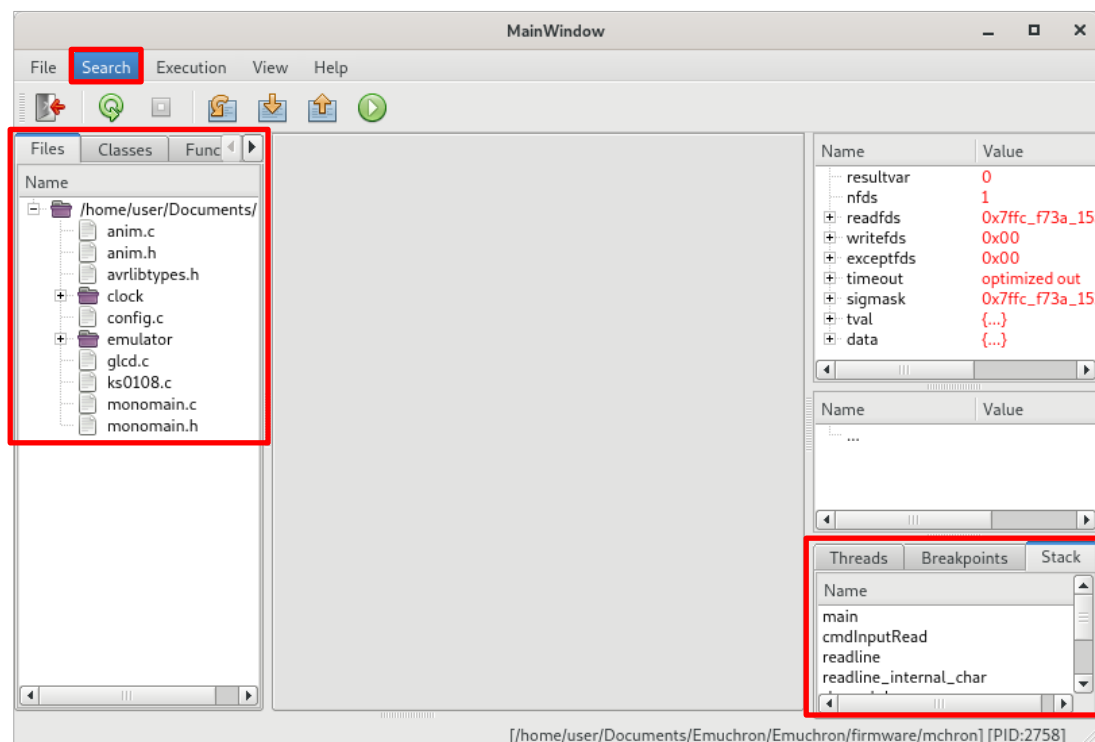 MainWindow
File Search Execution View Help
Files Classes Func
Name
/home/user/Documents/
anim.c
anim.h
avrlibtypes.h
clock
config.c
emulator
glcd.c
ks0108.c
monomain.c
monomain.h
Name Value
resultvar 0
nfds 1
readfds 0x7ffc_f73a_15
writefds 0x00
exceptfds 0x00
timeout optimized out
sigmask 0x7ffc_f73a_15
tval {...}
data {...}
Name Value
...
Threads Breakpoints Stack
Name
main
cmdInputRead
readline
readline_internal_char
[/home/user/Documents/Emuchron/Emuchron/firmware/mchron] [PID:2758]